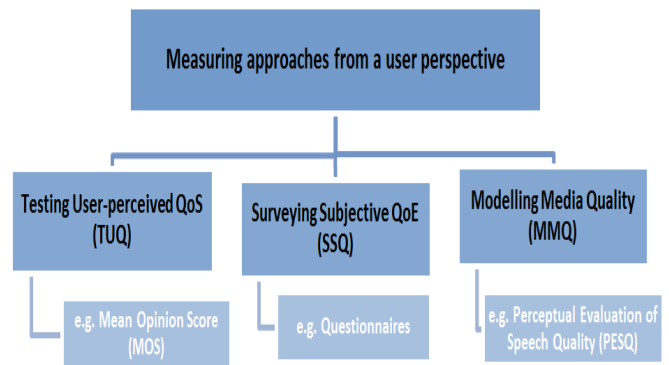 Measuring approaches from a user perspective
Testing User-perceived QoS
(TUQ)
e.g. Mean Opinion Score
(MOS)
Surveying Subjective QoE
(SSQ)
e.g. Questionnaires
Modelling Media Quality
(MMQ)
e.g. Perceptual Evaluation of
Speech Quality (PESQ)